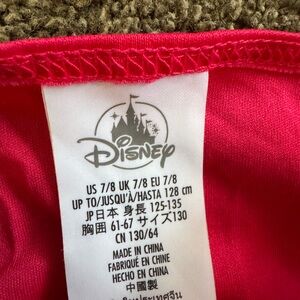 Disney
US 7/8 UK 7/8 EU 7/8
UP TO/JUSQU'À/HASTA 128 cm
JP日本 身長 125-135
胸囲 61-67 サイズ130
CN 130/64
MADE IN CHINA
FABRIQUÉ EN CHINE
HECHO EN CHINA
中國製